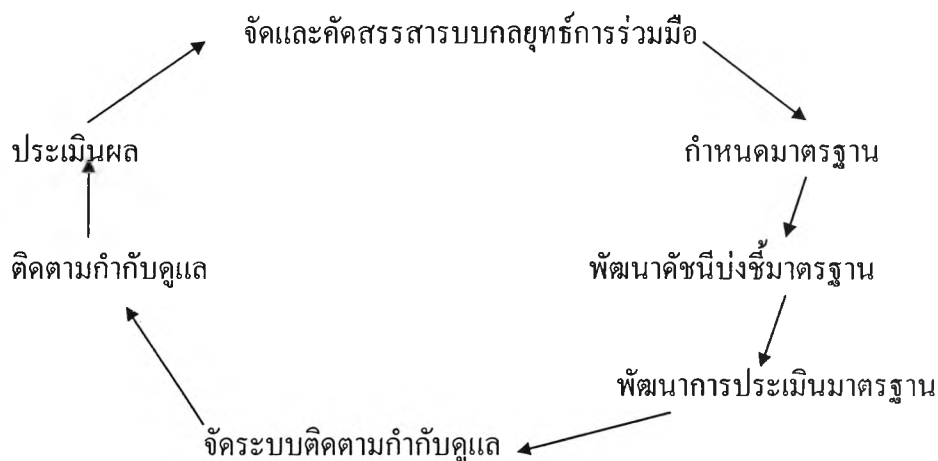 จัดและคัดสรรสารบบกลยุทธ์การร่วมมือ
ประเมินผล
กำหนดมาตรฐาน
ติดตามกำกับดูแล
พัฒนาดัชนีบ่งชี้มาตรฐาน
พัฒนาการประเมินมาตรฐาน
จัดระบบติดตามกำกับดูแล